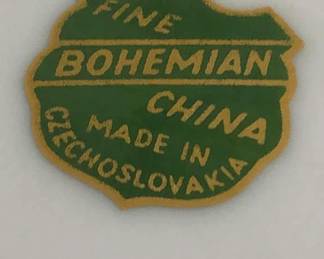 FINE
BOHEMIAN
CHINA
MADE IN
CZECHOSLOVAKIA